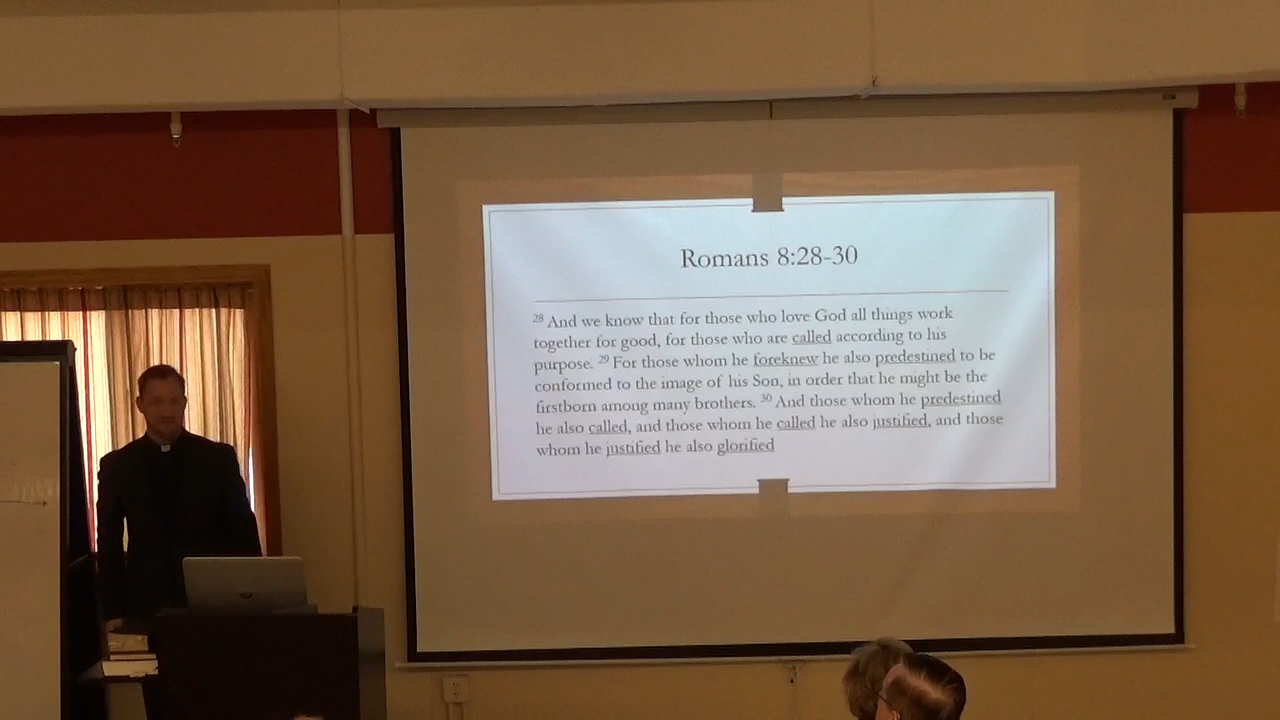 Romans 8:28-30
28 And we know that for those who love God all things work
together for good, for those who are called according to his
purpose. 29 For those whom he foreknew he also predestined to be
conformed to the image of his Son, in order that he might be the
firstborn among many brothers. 30 And those whom he predestined
he also called, and those whom he called he also justified, and those
whom he justified he also glorified